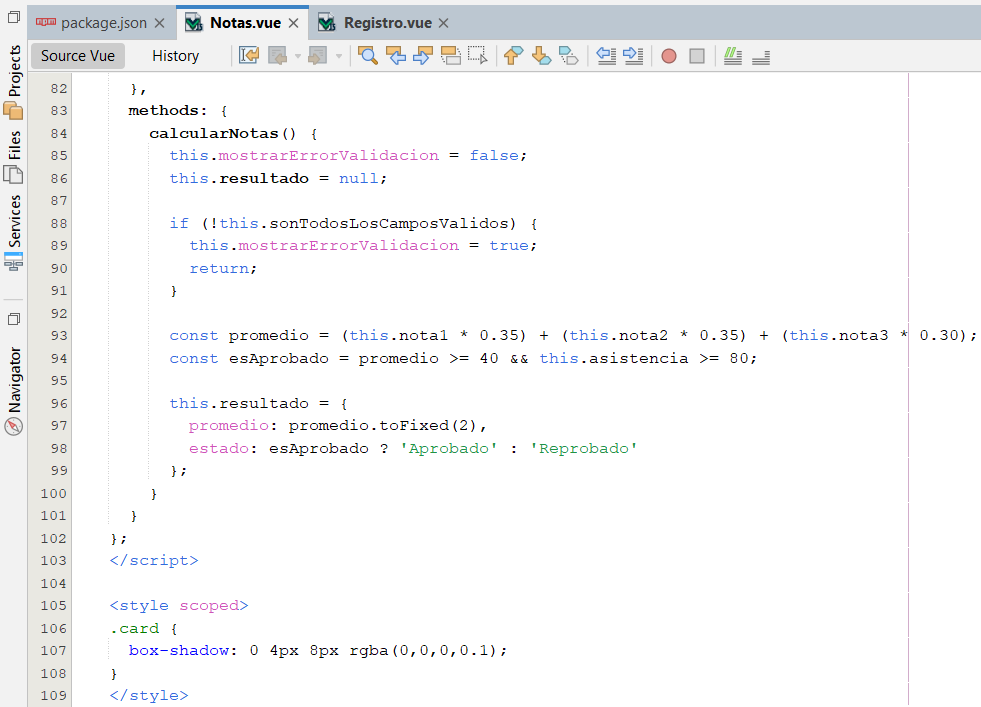 package.json
Notas.vue
Registro.vue
Source Vue
History
Projects
Files
Services
Navigator
82 },
83 methods: {
84 calcularNotas() {
85 this.mostrarErrorValidacion = false;
86 this.resultado = null;
87
88 if (!this.sonTodosLosCamposValidos) {
89 this.mostrarErrorValidacion = true;
90 return;
91 }
92
93 const promedio = (this.nota1 * 0.35) + (this.nota2 * 0.35) + (this.nota3 * 0.30);
94 const esAprobado = promedio >= 40 && this.asistencia >= 80;
95
96 this.resultado = {
97 promedio: promedio.toFixed(2),
98 estado: esAprobado ? 'Aprobado' : 'Reprobado'
99 };
100 }
101 }
102 };
103 </script>
104
105 <style scoped>
106 .card {
107 box-shadow: 0 4px 8px rgba(0,0,0,0.1);
108 }
109 </style>